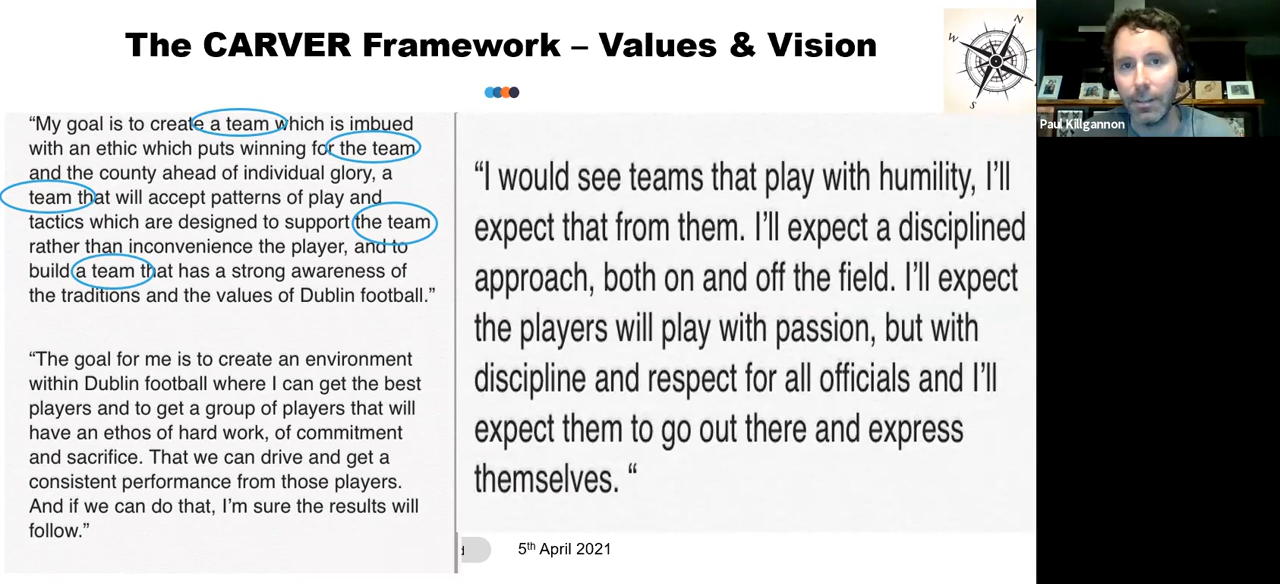 The CARVER Framework – Values & Vision
N
W
S
Paul Killgannon
“My goal is to create a team which is imbued
with an ethic which puts winning for the team
and the county ahead of individual glory, a
team that will accept patterns of play and
tactics which are designed to support the team
rather than inconvenience the player, and to
build a team that has a strong awareness of
the traditions and the values of Dublin football.”
“The goal for me is to create an environment
within Dublin football where I can get the best
players and to get a group of players that will
have an ethos of hard work, of commitment
and sacrifice. That we can drive and get a
consistent performance from those players.
And if we can do that, I’m sure the results will
follow.”
“I would see teams that play with humility, I’ll
expect that from them. I’ll expect a disciplined
approach, both on and off the field. I’ll expect
the players will play with passion, but with
discipline and respect for all officials and I’ll
expect them to go out there and express
themselves. “
5th April 2021